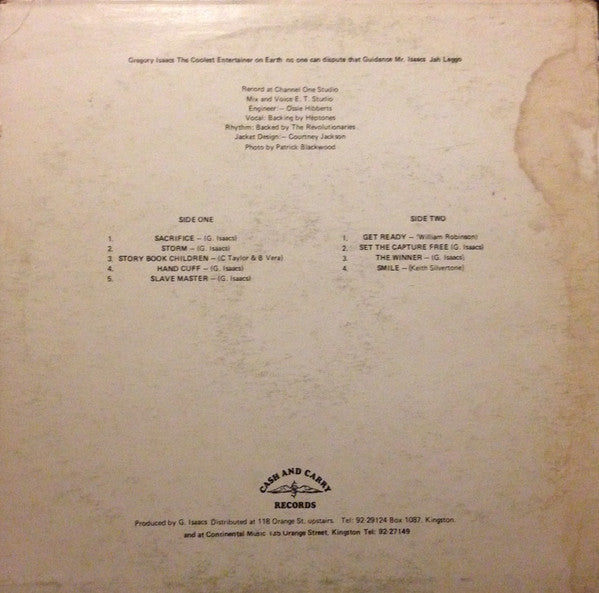 Gregory Isaacs The Coolest Entertainer on Earth no one can dispute that Guidance Mr. Isaacs Jah Leggo
Record at Channel One Studio
Mix and Voice E. T. Studio
Engineer:– Ossie Hibberts
Vocal: Backing by Heptones
Rhythm: Backed by The Revolutionaries
Jacket Design:– Courtney Jackson
Photo by Patrick Blackwood
SIDE ONE
1. SACRIFICE – (G. Isaacs)
2. STORM – (G. Isaacs)
3. STORY BOOK CHILDREN – (C Taylor & B Vera)
4. HAND CUFF – (G. Isaacs)
5. SLAVE MASTER – (G. Isaacs)
SIDE TWO
1. GET READY – (William Robinson)
2. SET THE CAPTURE FREE (G. Isaacs)
3. THE WINNER – (G. Isaacs)
4. SMILE – (Keith Silvertone)
CASH AND CARRY
RECORDS
Produced by G. Isaacs Distributed at 118 Orange St. upstairs. Tel: 92-29124 Box 1087, Kingston
and at Continental Music 135 Orange Street, Kingston Tel: 92-27149